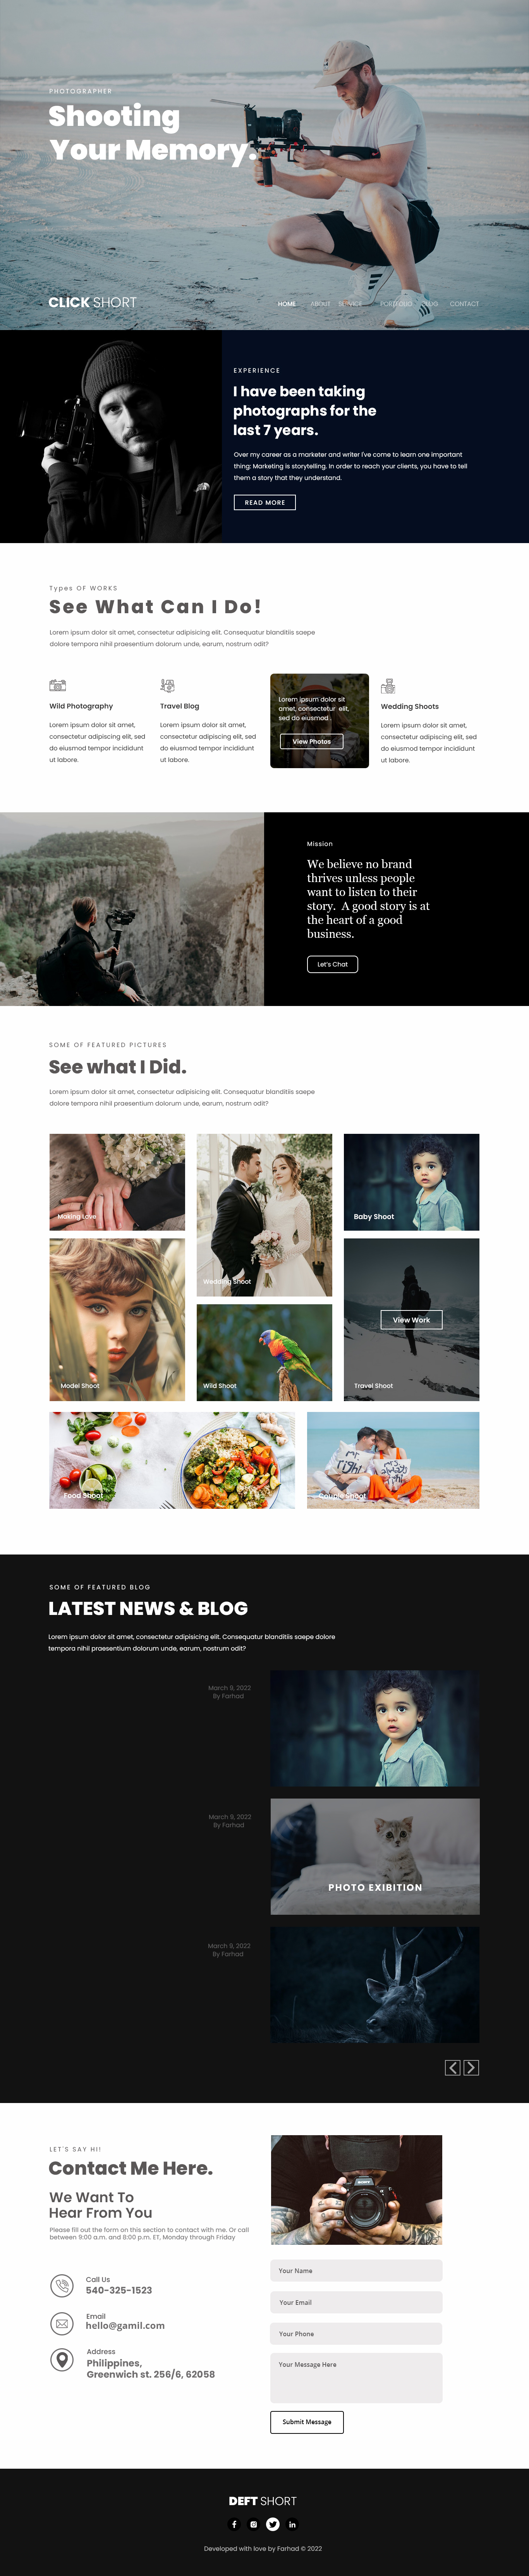 PHOTOGRAPHER
Shooting
Your Memory.
CLICK SHORT
HOME ABOUT SERVICE PORTFOLIO BLOG CONTACT
EXPERIENCE
I have been taking
photographs for the
last 7 years.
Over my career as a marketer and writer I've come to learn one important
thing: Marketing is storytelling. In order to reach your clients, you have to tell
them a story that they understand.
READ MORE
Types OF WORKS
See What Can I Do!
Lorem ipsum dolor sit amet, consectetur adipisicing elit. Consequatur blanditiis saepe
dolore tempora nihil praesentium dolorum unde, earum, nostrum odit?
Wild Photography
Lorem ipsum dolor sit amet,
consectetur adipiscing elit, sed
do eiusmod tempor incididunt
ut labore.
Travel Blog
Lorem ipsum dolor sit amet,
consectetur adipiscing elit, sed
do eiusmod tempor incididunt
ut labore.
Lorem ipsum dolor sit
amet, consectetur elit,
sed do eiusmod .
View Photos
Wedding Shoots
Lorem ipsum dolor sit amet,
consectetur adipiscing elit, sed
do eiusmod tempor incididunt
ut labore.
Mission
We believe no brand
thrives unless people
want to listen to their
story. A good story is at
the heart of a good
business.
Let's Chat
SOME OF FEATURED PICTURES
See what I Did.
Lorem ipsum dolor sit amet, consectetur adipisicing elit. Consequatur blanditiis saepe
dolore tempora nihil praesentium dolorum unde, earum, nostrum odit?
Making Love
Wedding Shoot
Baby Shoot
Model Shoot
Wild Shoot
View Work
Travel Shoot
Food Shoot
Mr right
Mrs always right
Couple Shoot
SOME OF FEATURED BLOG
LATEST NEWS & BLOG
Lorem ipsum dolor sit amet, consectetur adipisicing elit. Consequatur blanditiis saepe dolore
tempora nihil praesentium dolorum unde, earum, nostrum odit?
March 9, 2022
By Farhad
March 9, 2022
By Farhad
PHOTO EXIBITION
March 9, 2022
By Farhad
LET'S SAY HI!
Contact Me Here.
We Want To
Hear From You
Please fill out the form on this section to contact with me. Or call
between 9:00 a.m. and 8:00 p.m. ET, Monday through Friday
Call Us
540-325-1523
Email
hello@gamil.com
Address
Philippines,
Greenwich st. 256/6, 62058
SONY
Your Name
Your Email
Your Phone
Your Message Here
Submit Message
DEFT SHORT
Developed with love by Farhad © 2022